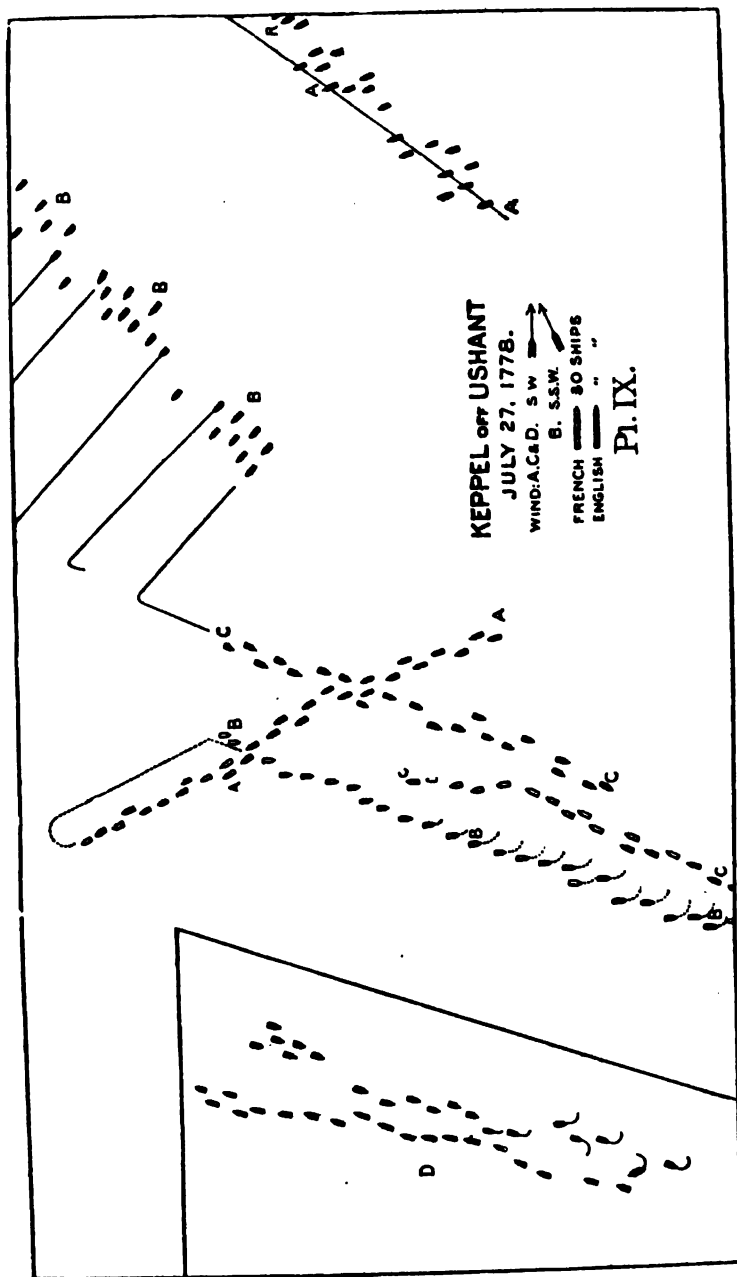 R
A
A
B
B
B
KEPPEL OFF USHANT
JULY 27. 1778.
WIND: A.C&D. S W
B. S.S.W.
FRENCH 30 SHIPS
ENGLISH " "
Pl. IX.
C
A
B
A
C
C
C
B
C
B
D